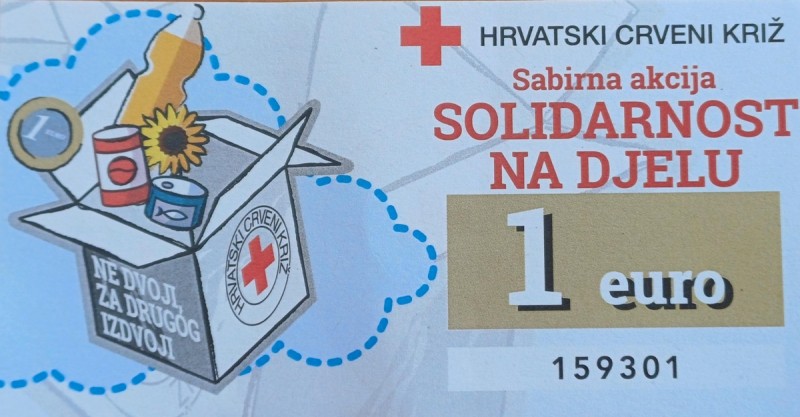 HRVATSKI CRVENI KRIŽ
Sabirna akcija
SOLIDARNOST
NA DJELU
1 euro
159301
1 EURO
HRVATSKI CRVENI KRIŽ
NE DVOJI,
ZA DRUGOG
IZDVOJI